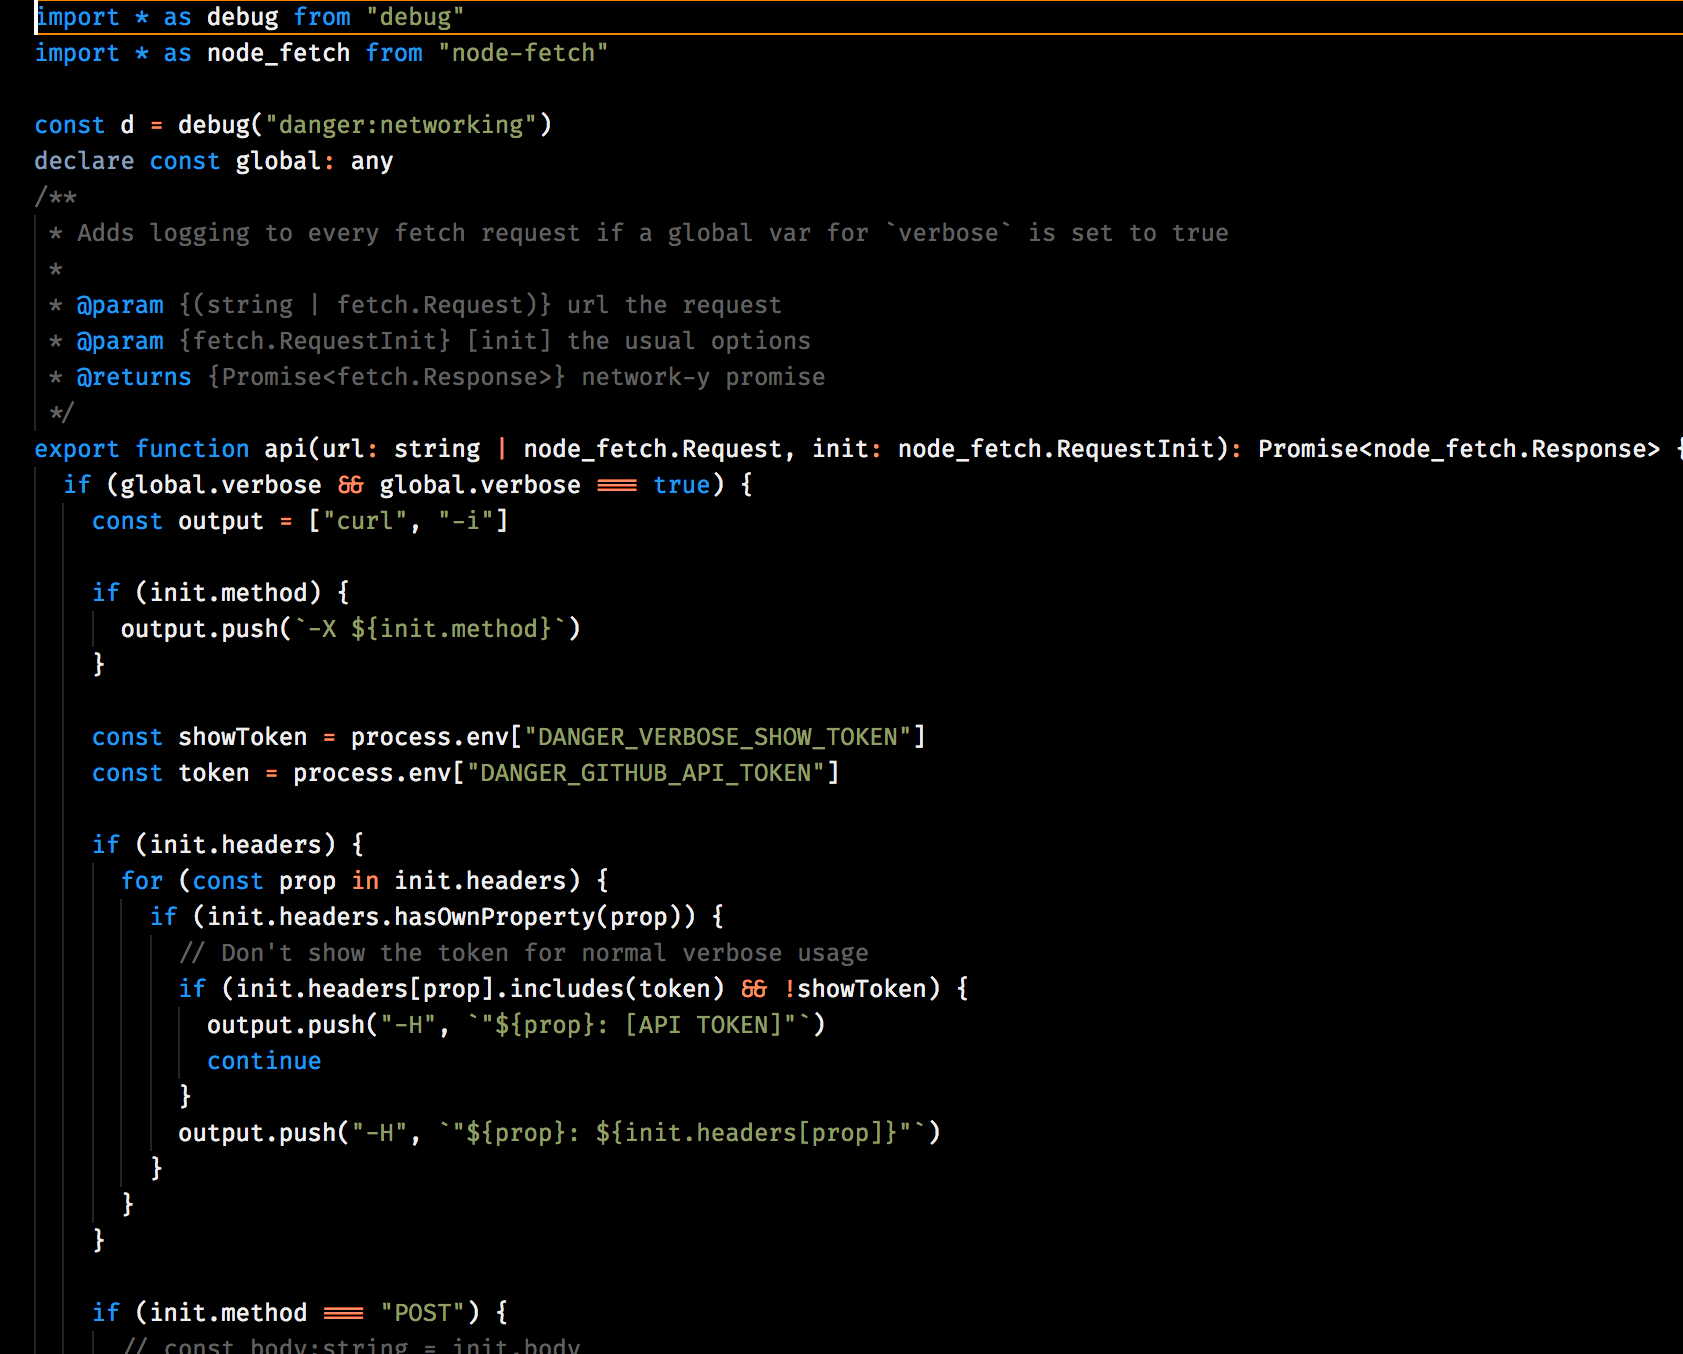 import * as debug from "debug"
import * as node_fetch from "node-fetch"

const d = debug("danger:networking")
declare const global: any
/**
 * Adds logging to every fetch request if a global var for `verbose` is set to true
 *
 * @param {(string | fetch.Request)} url the request
 * @param {fetch.RequestInit} [init] the usual options
 * @returns {Promise<fetch.Response>} network-y promise
 */
export function api(url: string | node_fetch.Request, init: node_fetch.RequestInit): Promise<node_fetch.Response> {
  if (global.verbose && global.verbose === true) {
    const output = ["curl", "-i"]

    if (init.method) {
      output.push(`-X ${init.method}`)
    }

    const showToken = process.env["DANGER_VERBOSE_SHOW_TOKEN"]
    const token = process.env["DANGER_GITHUB_API_TOKEN"]

    if (init.headers) {
      for (const prop in init.headers) {
        if (init.headers.hasOwnProperty(prop)) {
          // Don't show the token for normal verbose usage
          if (init.headers[prop].includes(token) && !showToken) {
            output.push("-H", `"${prop}: [API TOKEN]"`)
            continue
          }
          output.push("-H", `"${prop}: ${init.headers[prop]}"`)
        }
      }
    }

    if (init.method === "POST") {
      // const body:string = init.body